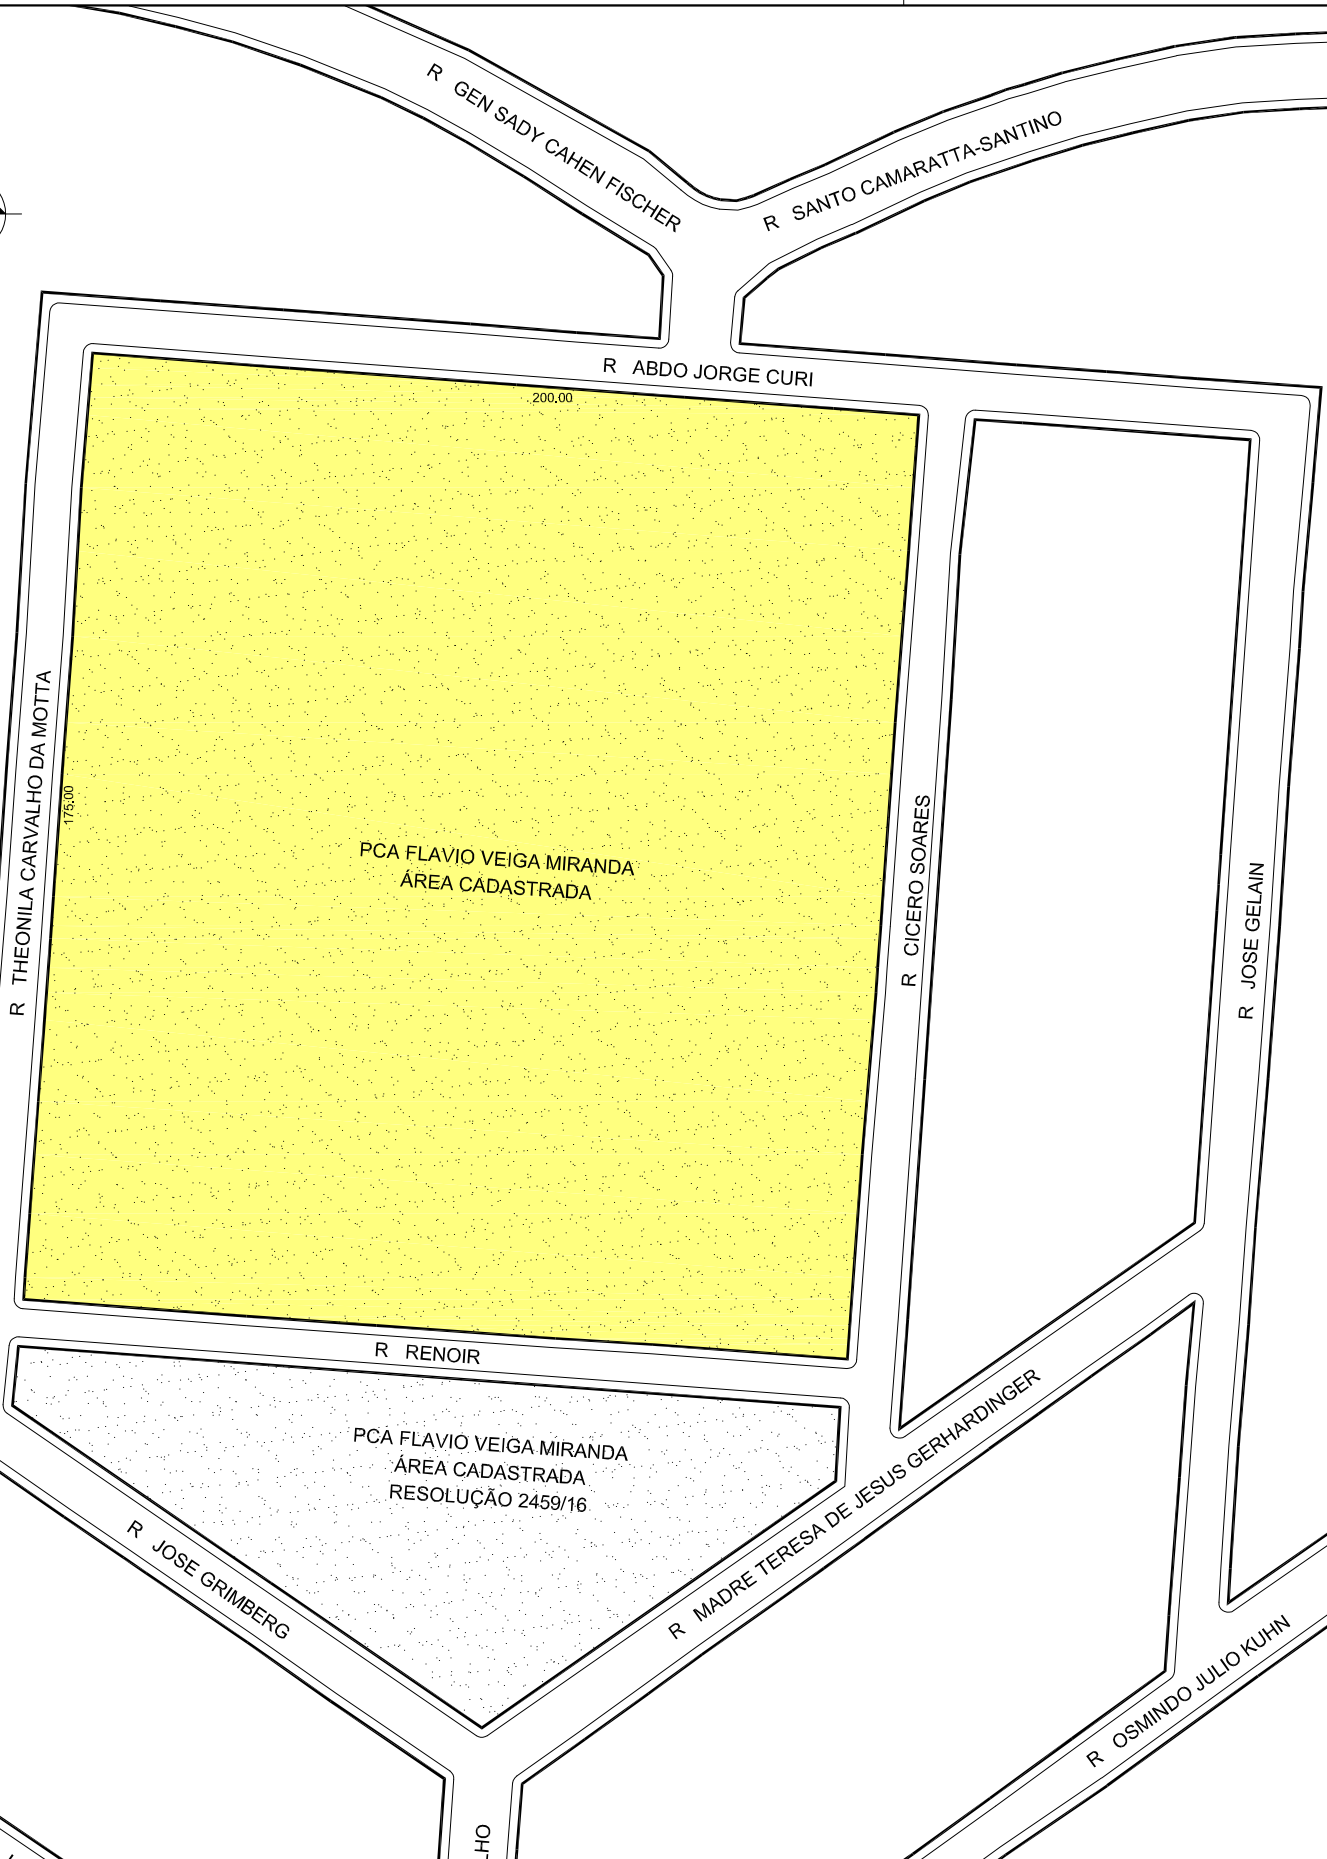 R GEN SADY CAHEN FISCHER
R SANTO CAMARATTA-SANTINO
R ABDO JORGE CURI
200.00
R THEONILA CARVALHO DA MOTTA
175.00
PCA FLAVIO VEIGA MIRANDA
ÁREA CADASTRADA
R CICERO SOARES
R JOSE GELAIN
R RENOIR
PCA FLAVIO VEIGA MIRANDA
ÁREA CADASTRADA
RESOLUÇÃO 2459/16
R MADRE TERESA DE JESUS GERHARDINGER
R JOSE GRIMBERG
R OSMINDO JULIO KUHN
LHO